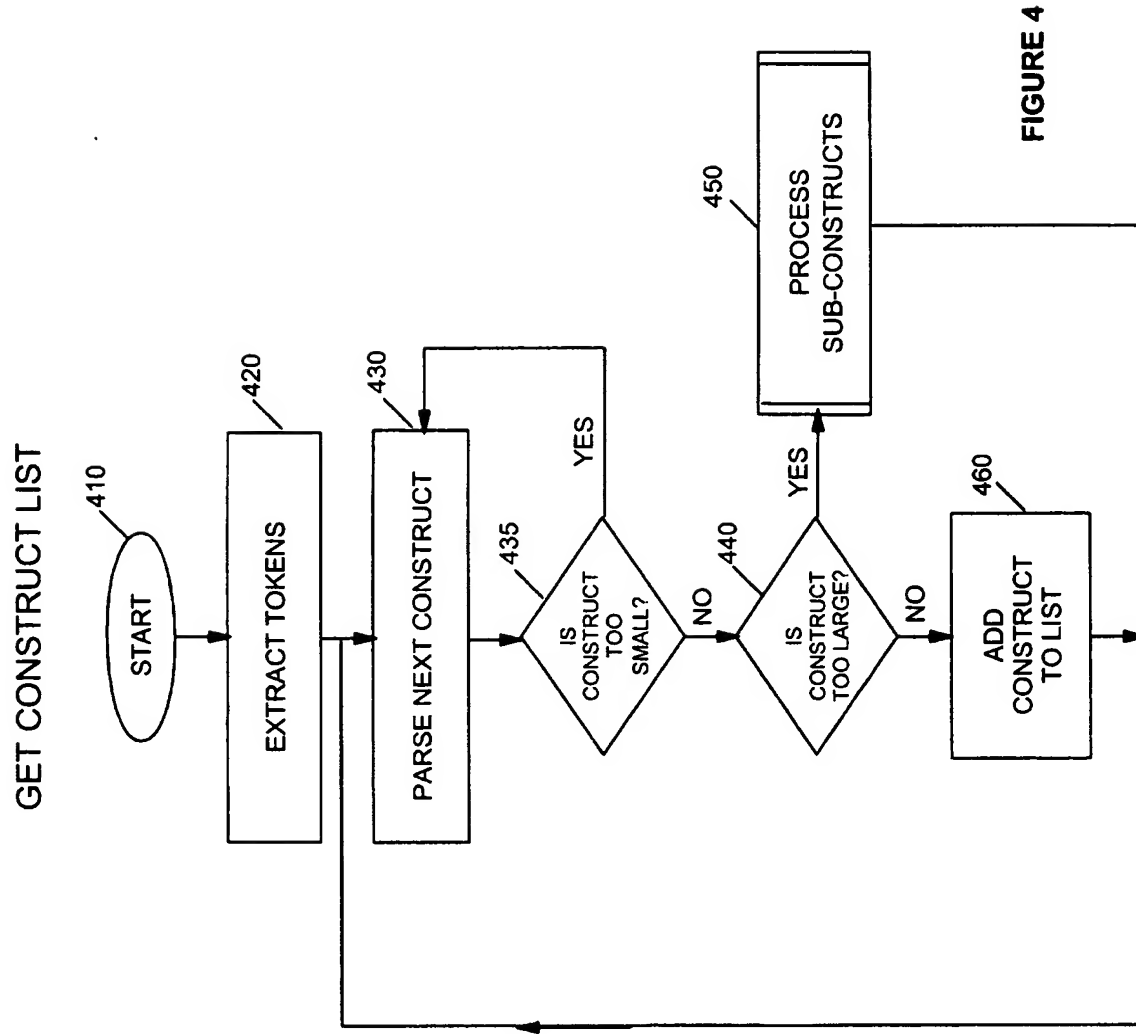 GET CONSTRUCT LIST
410
START
420
EXTRACT TOKENS
430
PARSE NEXT CONSTRUCT
435
IS
CONSTRUCT
TOO
SMALL?
YES
NO
440
IS
CONSTRUCT
TOO LARGE?
YES
450
PROCESS
SUB-CONSTRUCTS
NO
460
ADD
CONSTRUCT
TO LIST
FIGURE 4